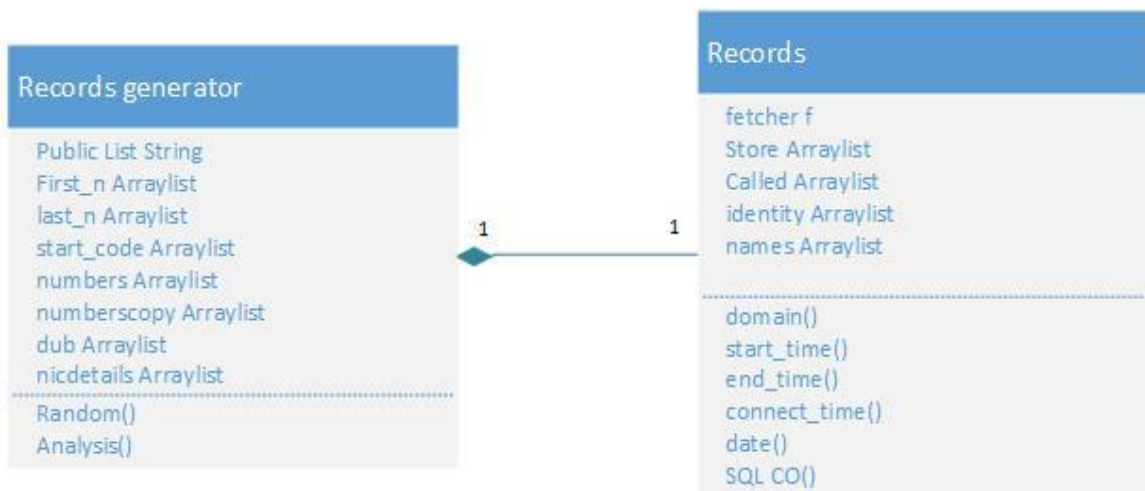 Records generator
Public List String
First_n Arraylist
last_n Arraylist
start_code Arraylist
numbers Arraylist
numberscopy Arraylist
dub Arraylist
nicdetails Arraylist
Random()
Analysis()
1
1
Records
fetcher f
Store Arraylist
Called Arraylist
identity Arraylist
names Arraylist
domain()
start_time()
end_time()
connect_time()
date()
SQL CO()